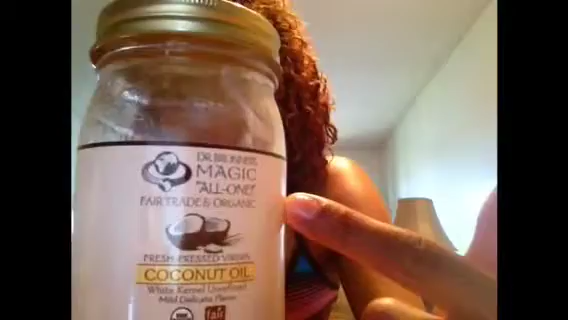 DR. BRONNER'S
MAGIC
"ALL-ONE!"
FAIR TRADE & ORGANIC
FRESH-PRESSED VIRGIN
COCONUT OIL
White Kernel Unrefined
Mild Delicate Flavor
fair